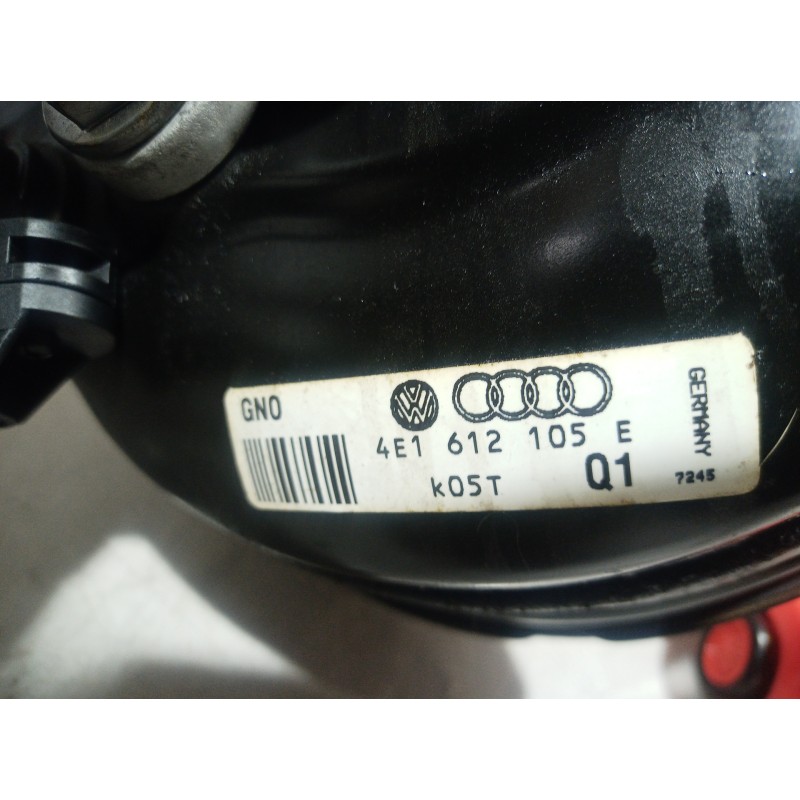 GNO
4E1 612 105 E
k05T Q1
GERMANY
7245